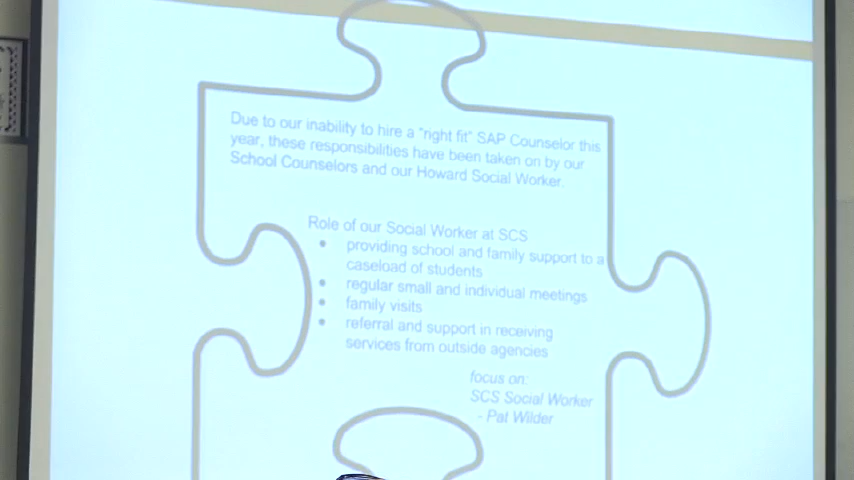 Due to our inability to hire a "right fit" SAP Counselor this
year, these responsibilities have been taken on by our
School Counselors and our Howard Social Worker.
Role of our Social Worker at SCS
• providing school and family support to a
caseload of students
• regular small and individual meetings
• family visits
• referral and support in receiving
services from outside agencies
focus on:
SCS Social Worker
- Pat Wilder